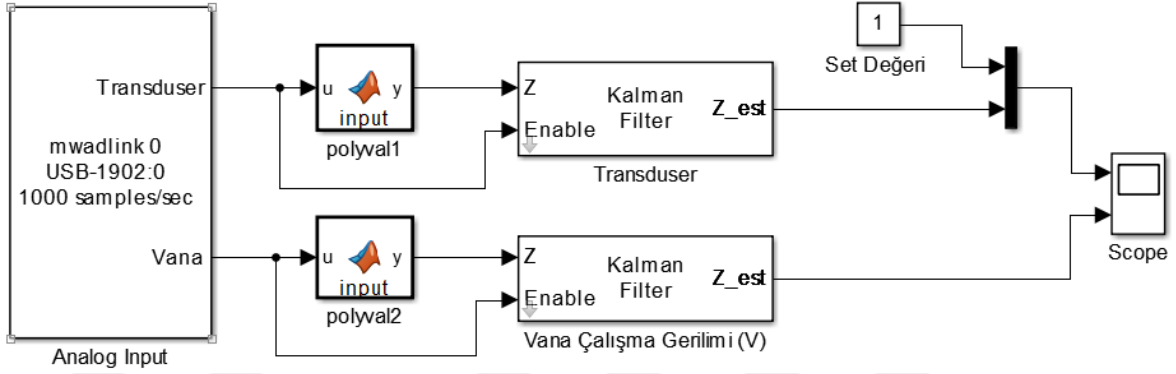 Transduser
mwadlink 0
USB-1902:0
1000 samples/sec
Vana
Analog Input
u
y
input
polyval1
Z
Enable
Kalman
Filter
Z_est
Transduser
1
Set Değeri
u
y
input
polyval2
Z
Enable
Kalman
Filter
Z_est
Vana Çalışma Gerilimi (V)
Scope